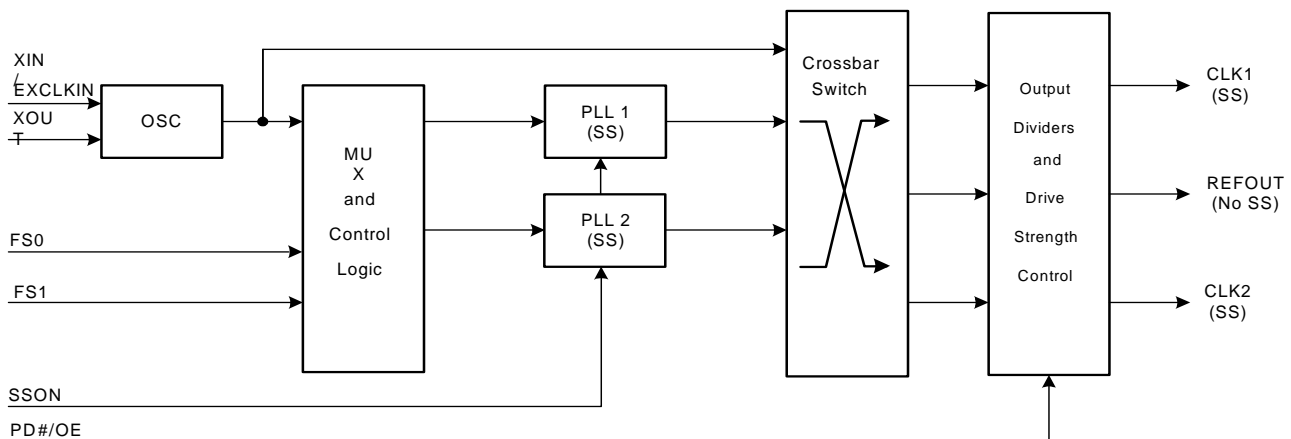 XIN
/
EXCLKIN
XOU
T
OSC
FS0
FS1
SSON
PD#/OE
MU
X
and
Control
Logic
PLL 1
(SS)
PLL 2
(SS)
Crossbar
Switch
Output
Dividers
and
Drive
Strength
Control
CLK1
(SS)
REFOUT
(No SS)
CLK2
(SS)